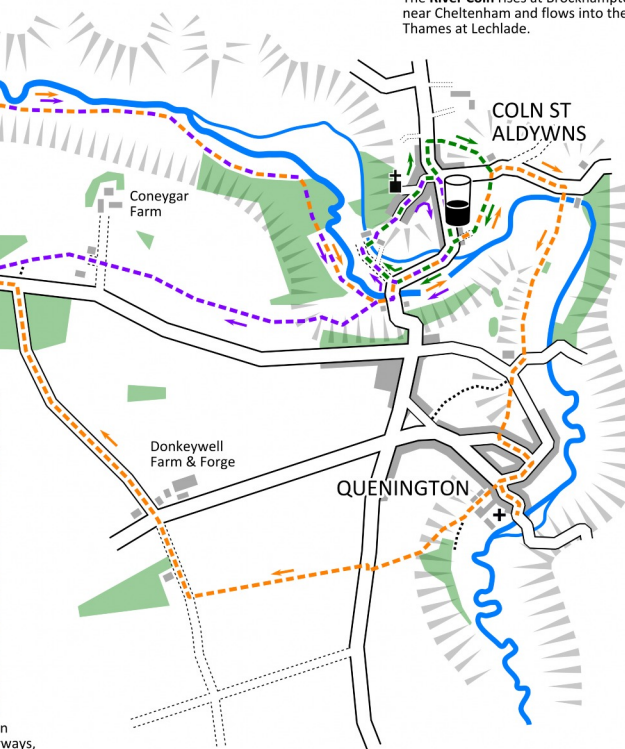 The River Coln rises at Brockhampto
near Cheltenham and flows into the
Thames at Lechlade.
COLN ST
ALDYWNS
Coneygar
Farm
Donkeywell
Farm & Forge
QUENINGTON
n
ways,